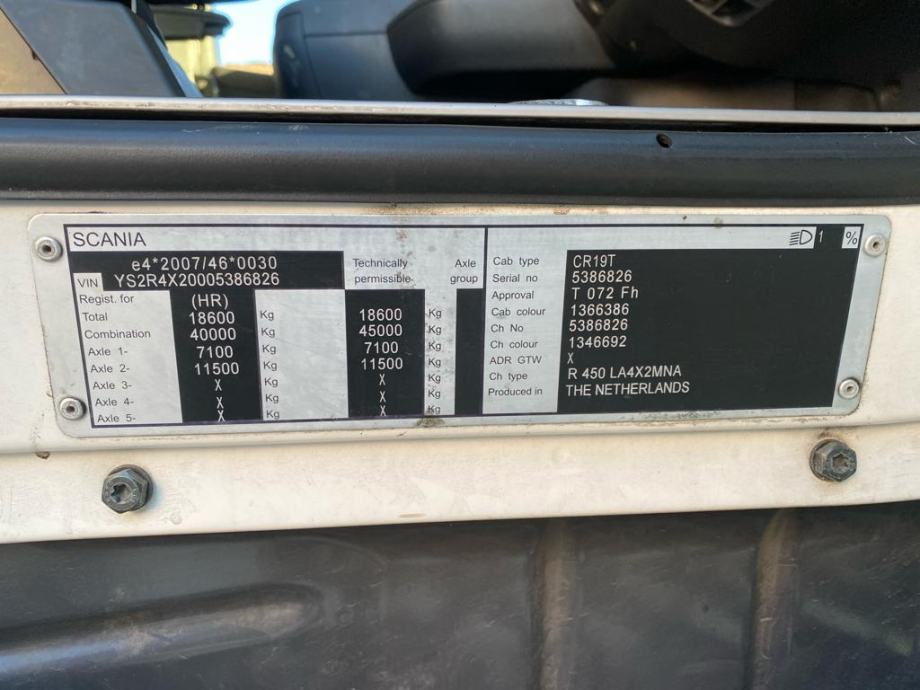 SCANIA
e4*2007/46*0030
VIN YS2R4X20005386826
Technically permissible
Axle group
Regist. for (HR)
Total 18600 Kg 18600 Kg
Combination 40000 Kg 45000 Kg
Axle 1- 7100 Kg 7100 Kg
Axle 2- 11500 Kg 11500 Kg
Axle 3- X Kg X Kg
Axle 4- X Kg X Kg
Axle 5- X Kg X Kg
1 %
Cab type CR19T
Serial no 5386826
Approval T 072 Fh
Cab colour 1366386
Ch No 5386826
Ch colour 1346692
ADR GTW X
Ch type R 450 LA4X2MNA
Produced in THE NETHERLANDS